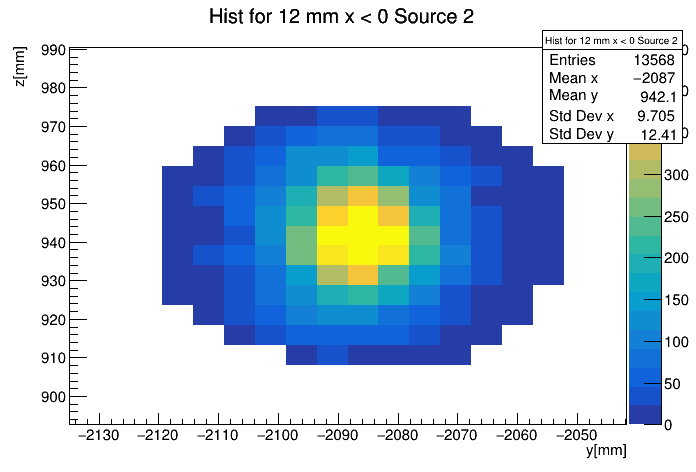 Hist for 12 mm x < 0 Source 2
z[mm]
Hist for 12 mm x < 0 Source 2
Entries 13568
Mean x −2087
Mean y 942.1
Std Dev x 9.705
Std Dev y 12.41
990
980
970
960
950
940
930
920
910
900
0
0
300
250
200
150
100
50
0
−2130 −2120 −2110 −2100 −2090 −2080 −2070 −2060 −2050
y[mm]